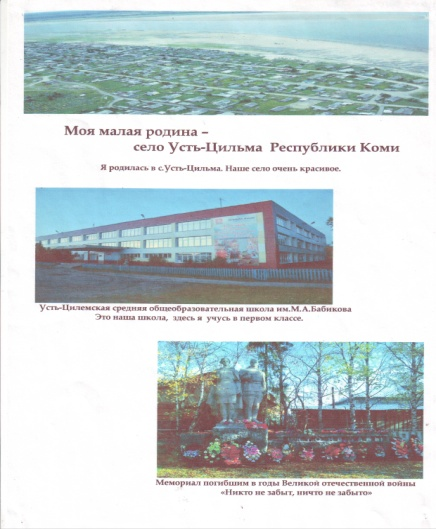 Моя малая родина –
село Усть-Цильма Республики Коми
Я родилась в с.Усть-Цильма. Наше село очень красивое.
Усть-Цилемская средняя общеобразовательная школа им.М.А.Бабикова
Это наша школа, здесь я учусь в первом классе.
Мемориал погибшим в годы Великой отечественной войны
«Никто не забыт, ничто не забыто»